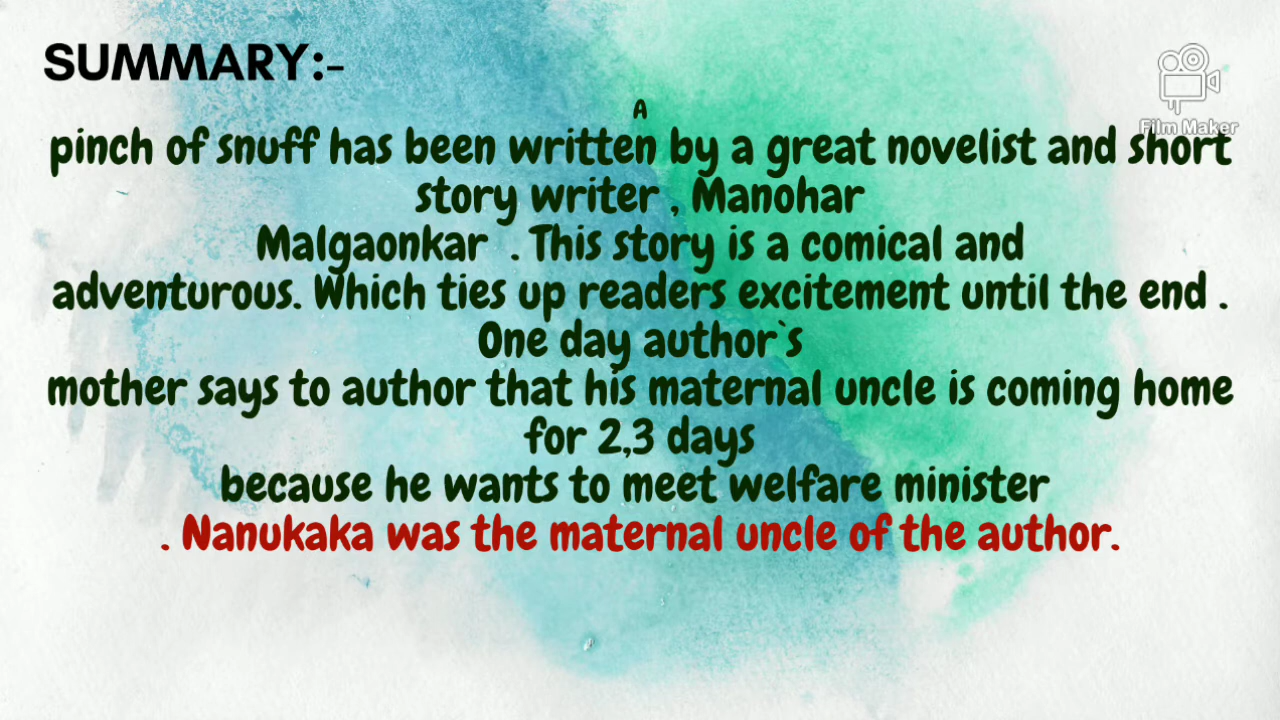 SUMMARY:-
Film Maker
A
pinch of snuff has been written by a great novelist and short
story writer , Manohar
Malgaonkar . This story is a comical and
adventurous. Which ties up readers excitement until the end .
One day author`s
mother says to author that his maternal uncle is coming home
for 2,3 days
because he wants to meet welfare minister
. Nanukaka was the maternal uncle of the author.